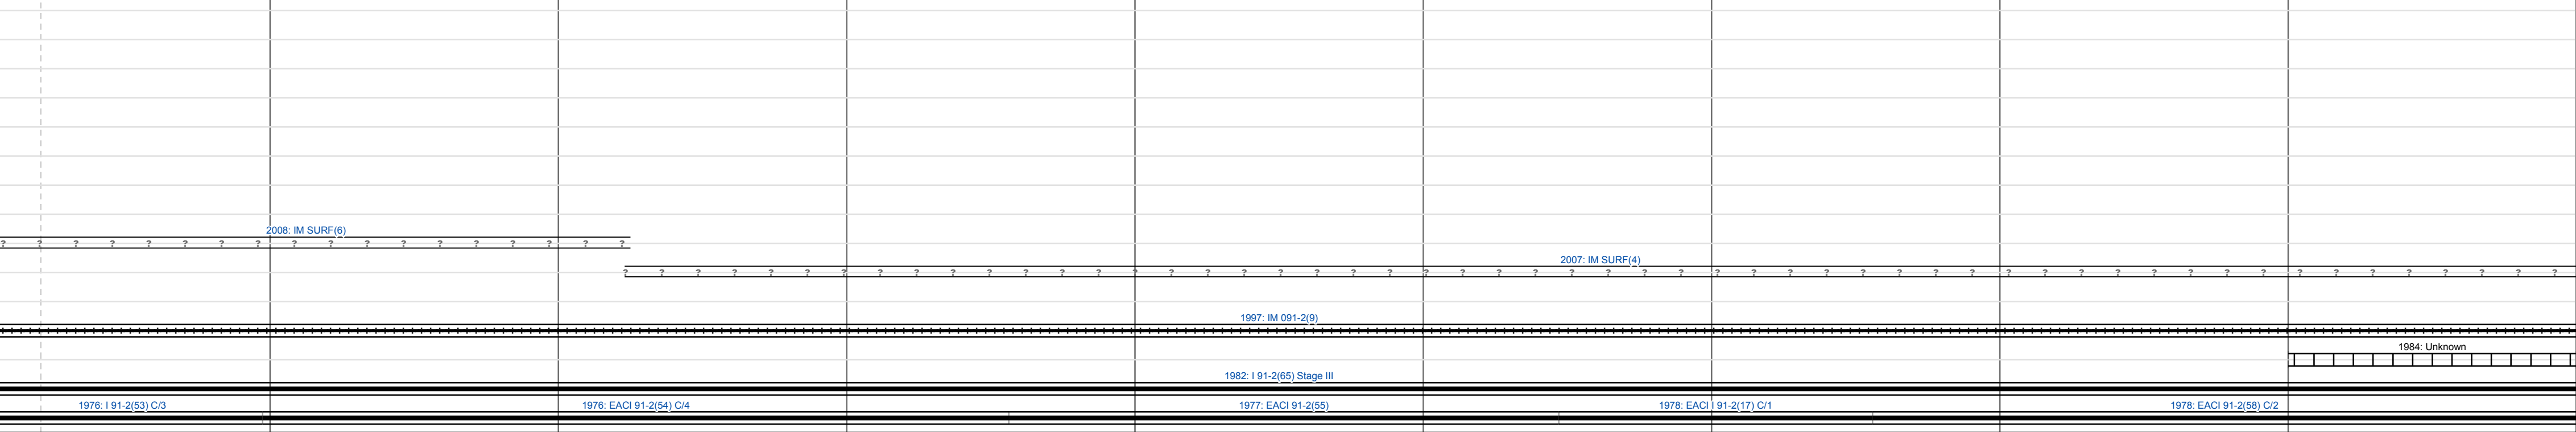 2008: IM SURF(6)
2007: IM SURF(4)
1997: IM 091-2(9)
1984: Unknown
1982: I 91-2(65) Stage III
1976: I 91-2(53) C/3
1976: EACI 91-2(54) C/4
1977: EACI 91-2(55)
1978: EACI I 91-2(17) C/1
1978: EACI 91-2(58) C/2